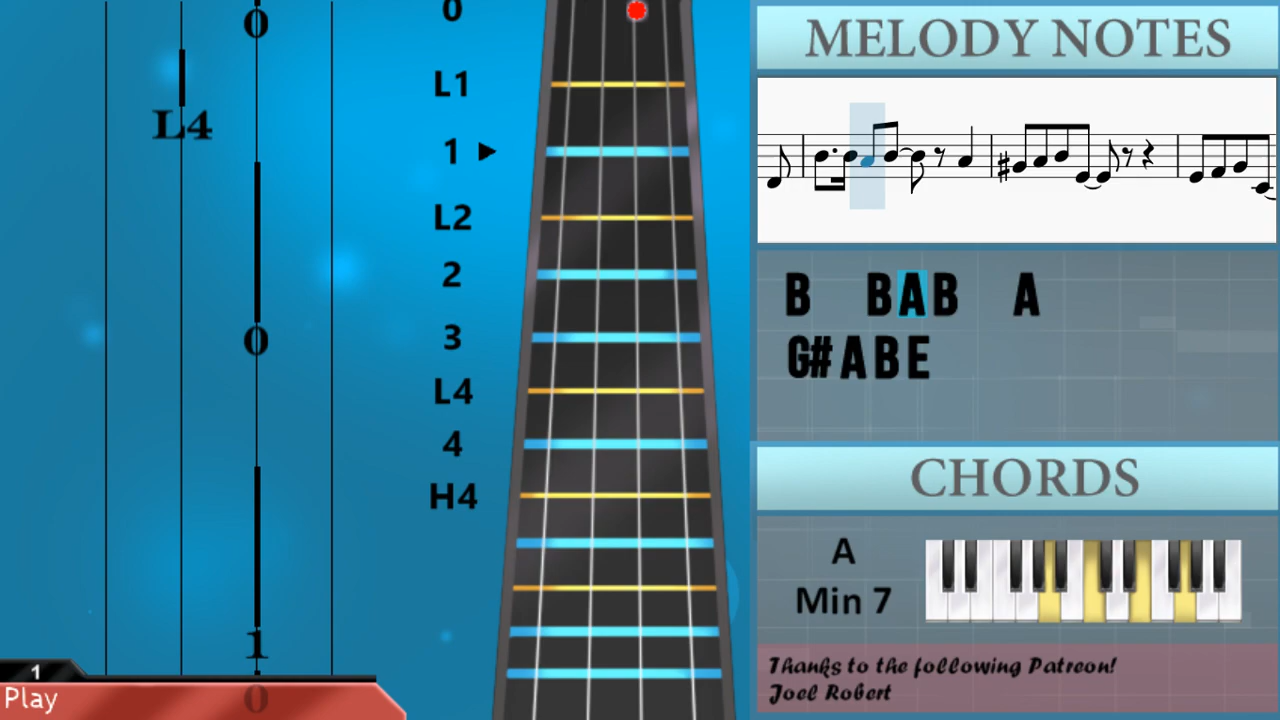 0
L4
0
1
1
Play
0
0
L1
1
L2
2
3
L4
4
H4
MELODY NOTES
B BAB A
G# A B E
CHORDS
A
Min 7
Thanks to the following Patreon!
Joel Robert